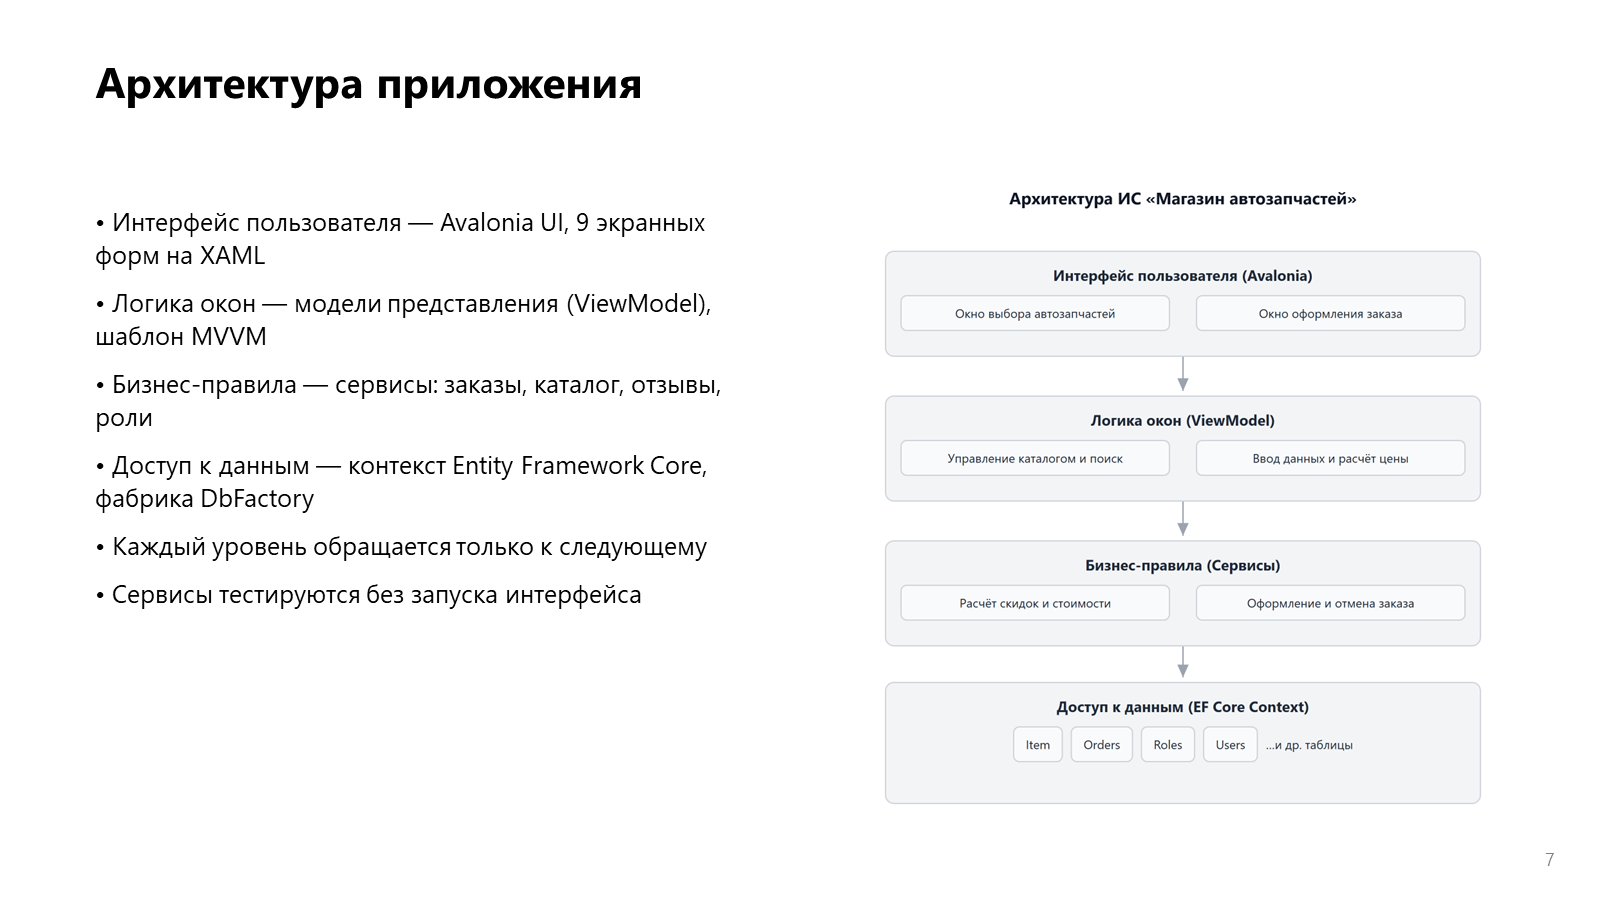 Архитектура приложения
• Интерфейс пользователя — Avalonia UI, 9 экранных
форм на XAML
• Логика окон — модели представления (ViewModel),
шаблон MVVM
• Бизнес-правила — сервисы: заказы, каталог, отзывы,
роли
• Доступ к данным — контекст Entity Framework Core,
фабрика DbFactory
• Каждый уровень обращается только к следующему
• Сервисы тестируются без запуска интерфейса
Архитектура ИС «Магазин автозапчастей»
Интерфейс пользователя (Avalonia)
Окно выбора автозапчастей
Окно оформления заказа
Логика окон (ViewModel)
Управление каталогом и поиск
Ввод данных и расчёт цены
Бизнес-правила (Сервисы)
Расчёт скидок и стоимости
Оформление и отмена заказа
Доступ к данным (EF Core Context)
Item
Orders
Roles
Users
...и др. таблицы
7